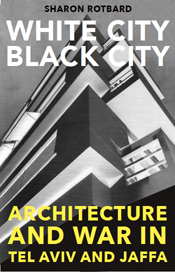 SHARON ROTBARD
WHITE CITY
BLACK CITY
ARCHITECTURE
AND WAR IN
TEL AVIV AND JAFFA